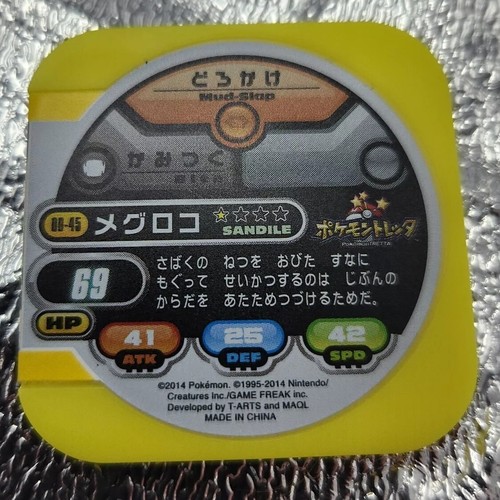 どろかけ
Mud-Slap
かみつく
Bite
00-45 メグロコ
SANDILE
ポケモントレッタ
POKÉMON TRETTA
69
HP
さばくの ねつを おびた すなに
もぐって せいかつするのは じぶんの
からだを あたためつづけるためだ。
41 25 42
ATK DEF SPD
©2014 Pokémon. ©1995-2014 Nintendo/
Creatures Inc./GAME FREAK inc.
Developed by T-ARTS and MAQL
MADE IN CHINA